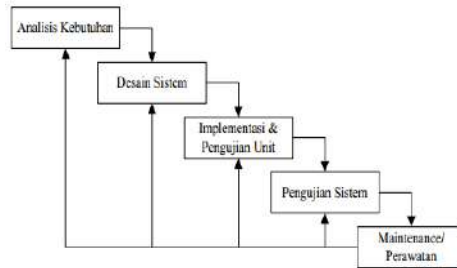 Analisis Kebutuhan
Desain Sistem
Implementasi &
Pengujian Unit
Pengujian Sistem
Maintenance/
Perawatan